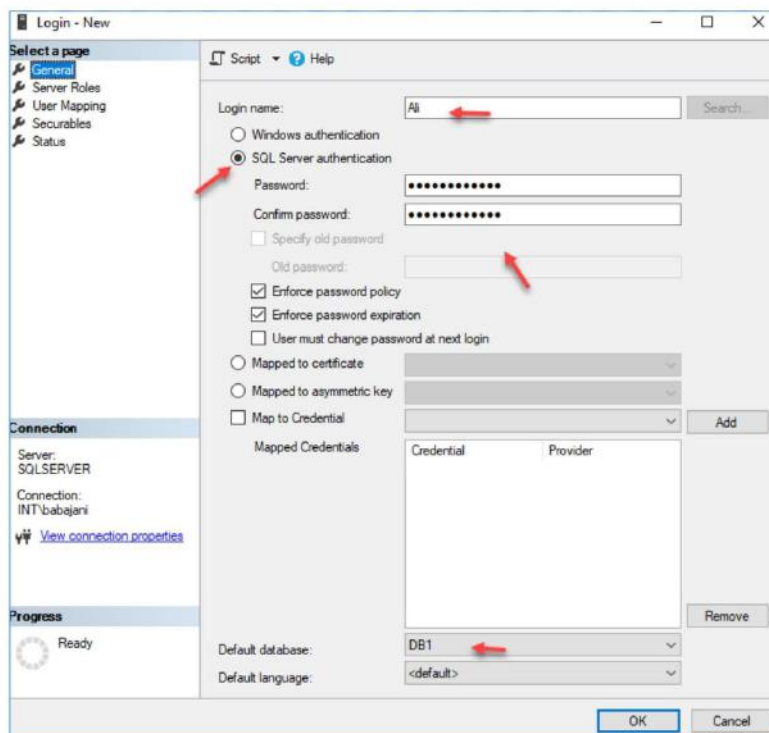 Login - New
Select a page
General
Server Roles
User Mapping
Securables
Status
Script
Help
Login name:
Ali
Search...
Windows authentication
SQL Server authentication
Password:
●●●●●●●●●●●●
Confirm password:
●●●●●●●●●●●●
Specify old password
Old password:
Enforce password policy
Enforce password expiration
User must change password at next login
Mapped to certificate
Mapped to asymmetric key
Map to Credential
Add
Mapped Credentials
Credential Provider
Remove
Default database:
DB1
Default language:
<default>
Connection
Server:
SQLSERVER
Connection:
INT\babajani
View connection properties
Progress
Ready
OK
Cancel